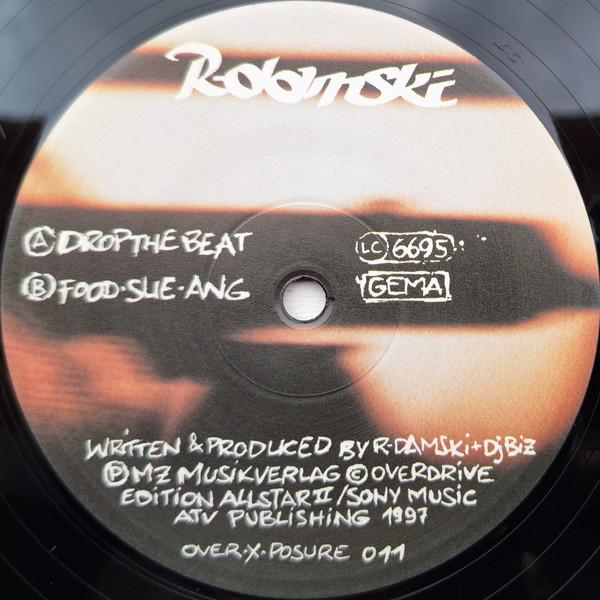 R-damski
Ⓐ DROP THE BEAT
LC 6695
Ⓑ FOOD·SUE·ANG
GEMA
WRITTEN & PRODUCED BY R-DAMSKI + DJ BIZ
Ⓟ MZ MUSIKVERLAG © OVERDRIVE
EDITION ALLSTAR II / SONY MUSIC
ATV PUBLISHING 1997
OVER·X·POSURE 011